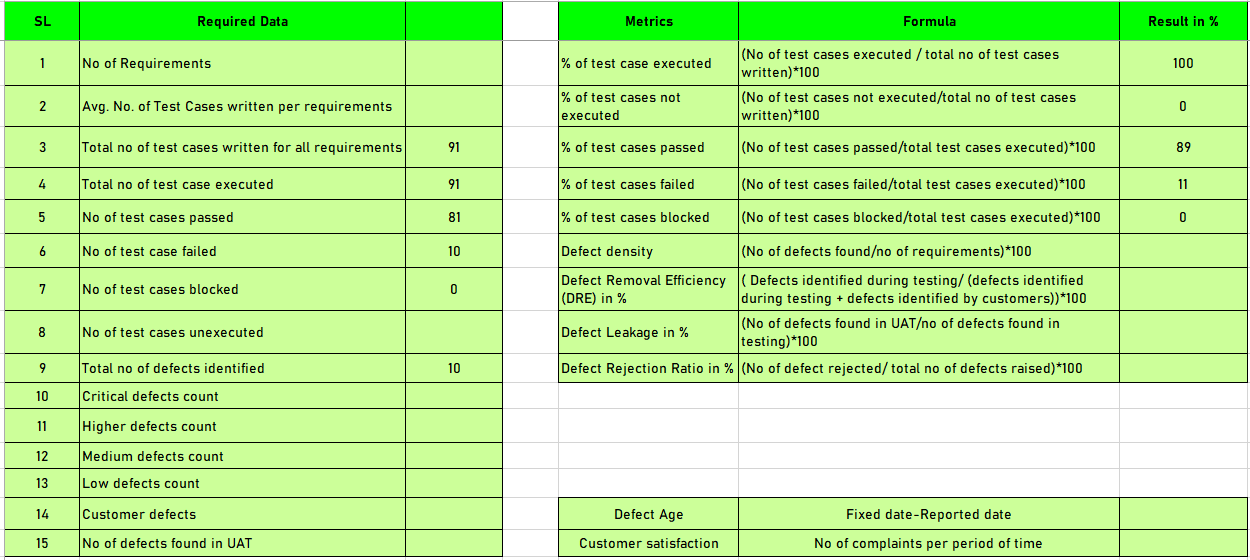 SL Required Data
1 No of Requirements
2 Avg. No. of Test Cases written per requirements
3 Total no of test cases written for all requirements 91
4 Total no of test case executed 91
5 No of test cases passed 81
6 No of test case failed 10
7 No of test cases blocked 0
8 No of test cases unexecuted
9 Total no of defects identified 10
10 Critical defects count
11 Higher defects count
12 Medium defects count
13 Low defects count
14 Customer defects
15 No of defects found in UAT
Metrics Formula Result in %
% of test case executed (No of test cases executed / total no of test cases
written)*100 100
% of test cases not
executed (No of test cases not executed/total no of test cases
written)*100 0
% of test cases passed (No of test cases passed/total test cases executed)*100 89
% of test cases failed (No of test cases failed/total test cases executed)*100 11
% of test cases blocked (No of test cases blocked/total test cases executed)*100 0
Defect density (No of defects found/no of requirements)*100
Defect Removal Efficiency
(DRE) in % ( Defects identified during testing/ (defects identified
during testing + defects identified by customers))*100
Defect Leakage in % (No of defects found in UAT/no of defects found in
testing)*100
Defect Rejection Ratio in % (No of defect rejected/ total no of defects raised)*100
Defect Age Fixed date-Reported date
Customer satisfaction No of complaints per period of time